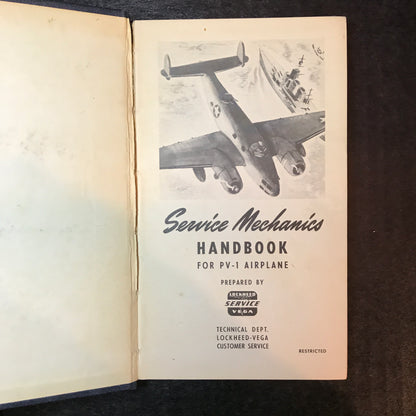 Service Mechanics
HANDBOOK
FOR PV-1 AIRPLANE
PREPARED BY
LOCKHEED
SERVICE
VEGA
TECHNICAL DEPT.
LOCKHEED-VEGA
CUSTOMER SERVICE
RESTRICTED